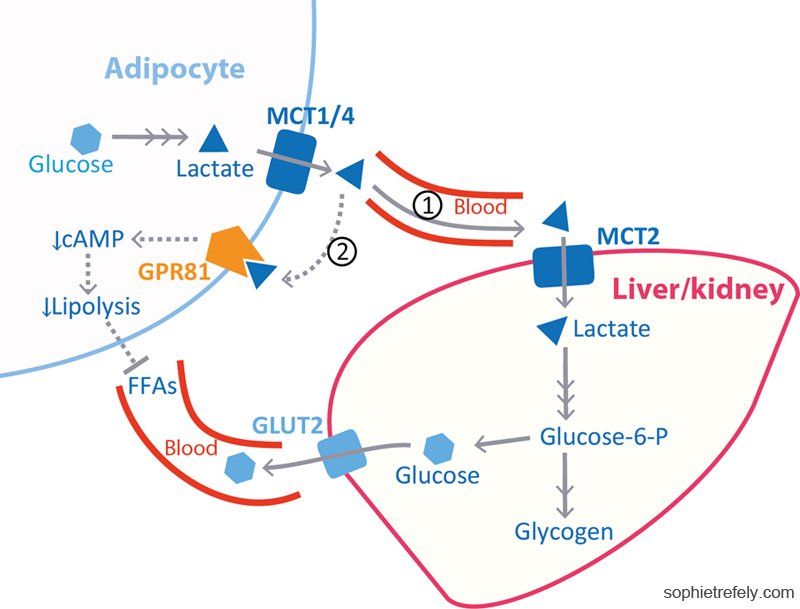 Adipocyte
MCT1/4
Glucose
Lactate
1
Blood
2
↓cAMP
GPR81
↓Lipolysis
FFAs
MCT2
Liver/kidney
Lactate
Glucose-6-P
GLUT2
Blood
Glucose
Glycogen
sophietrefely.com